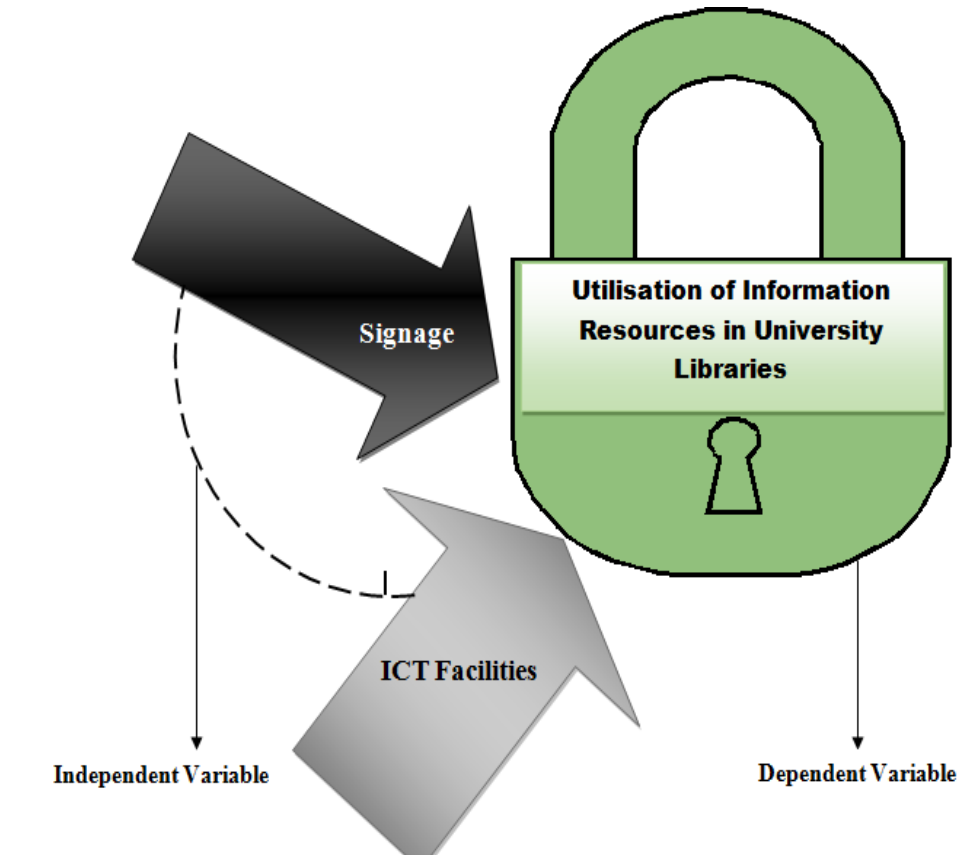 Utilisation of Information
Resources in University
Libraries
Signage
ICT Facilities
Independent Variable
Dependent Variable